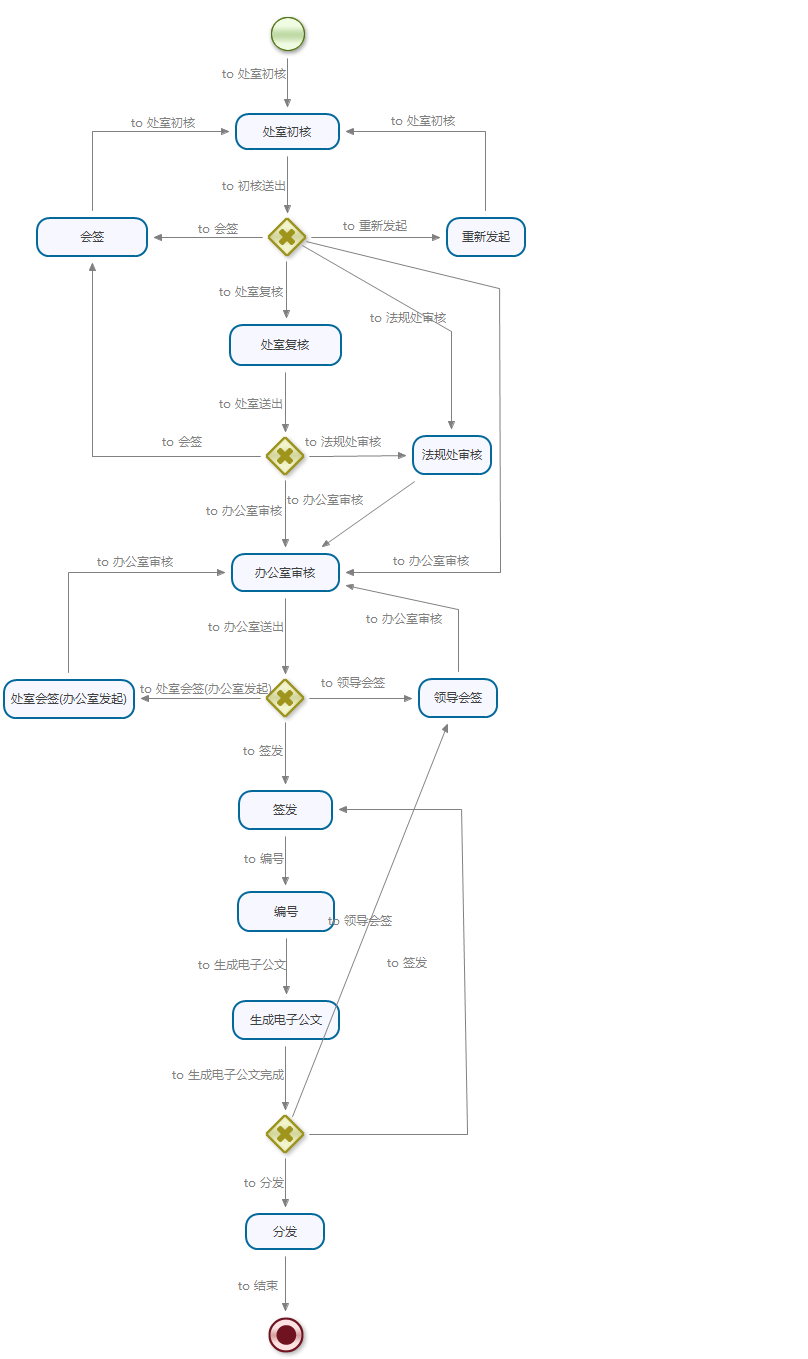 to 处室初核
to 处室初核
to 处室初核
处室初核
to 初核送出
会签
to 会签
to 重新发起
重新发起
to 处室复核
to 法规处审核
处室复核
to 处室送出
to 会签
to 法规处审核
法规处审核
to 办公室审核
to 办公室审核
to 办公室审核
to 办公室审核
办公室审核
to 办公室审核
to 办公室送出
处室会签(办公室发起)
to 处室会签(办公室发起)
to 领导会签
领导会签
to 签发
签发
to 编号
编号
to 领导会签
to 生成电子公文
to 签发
生成电子公文
to 生成电子公文完成
to 分发
分发
to 结束